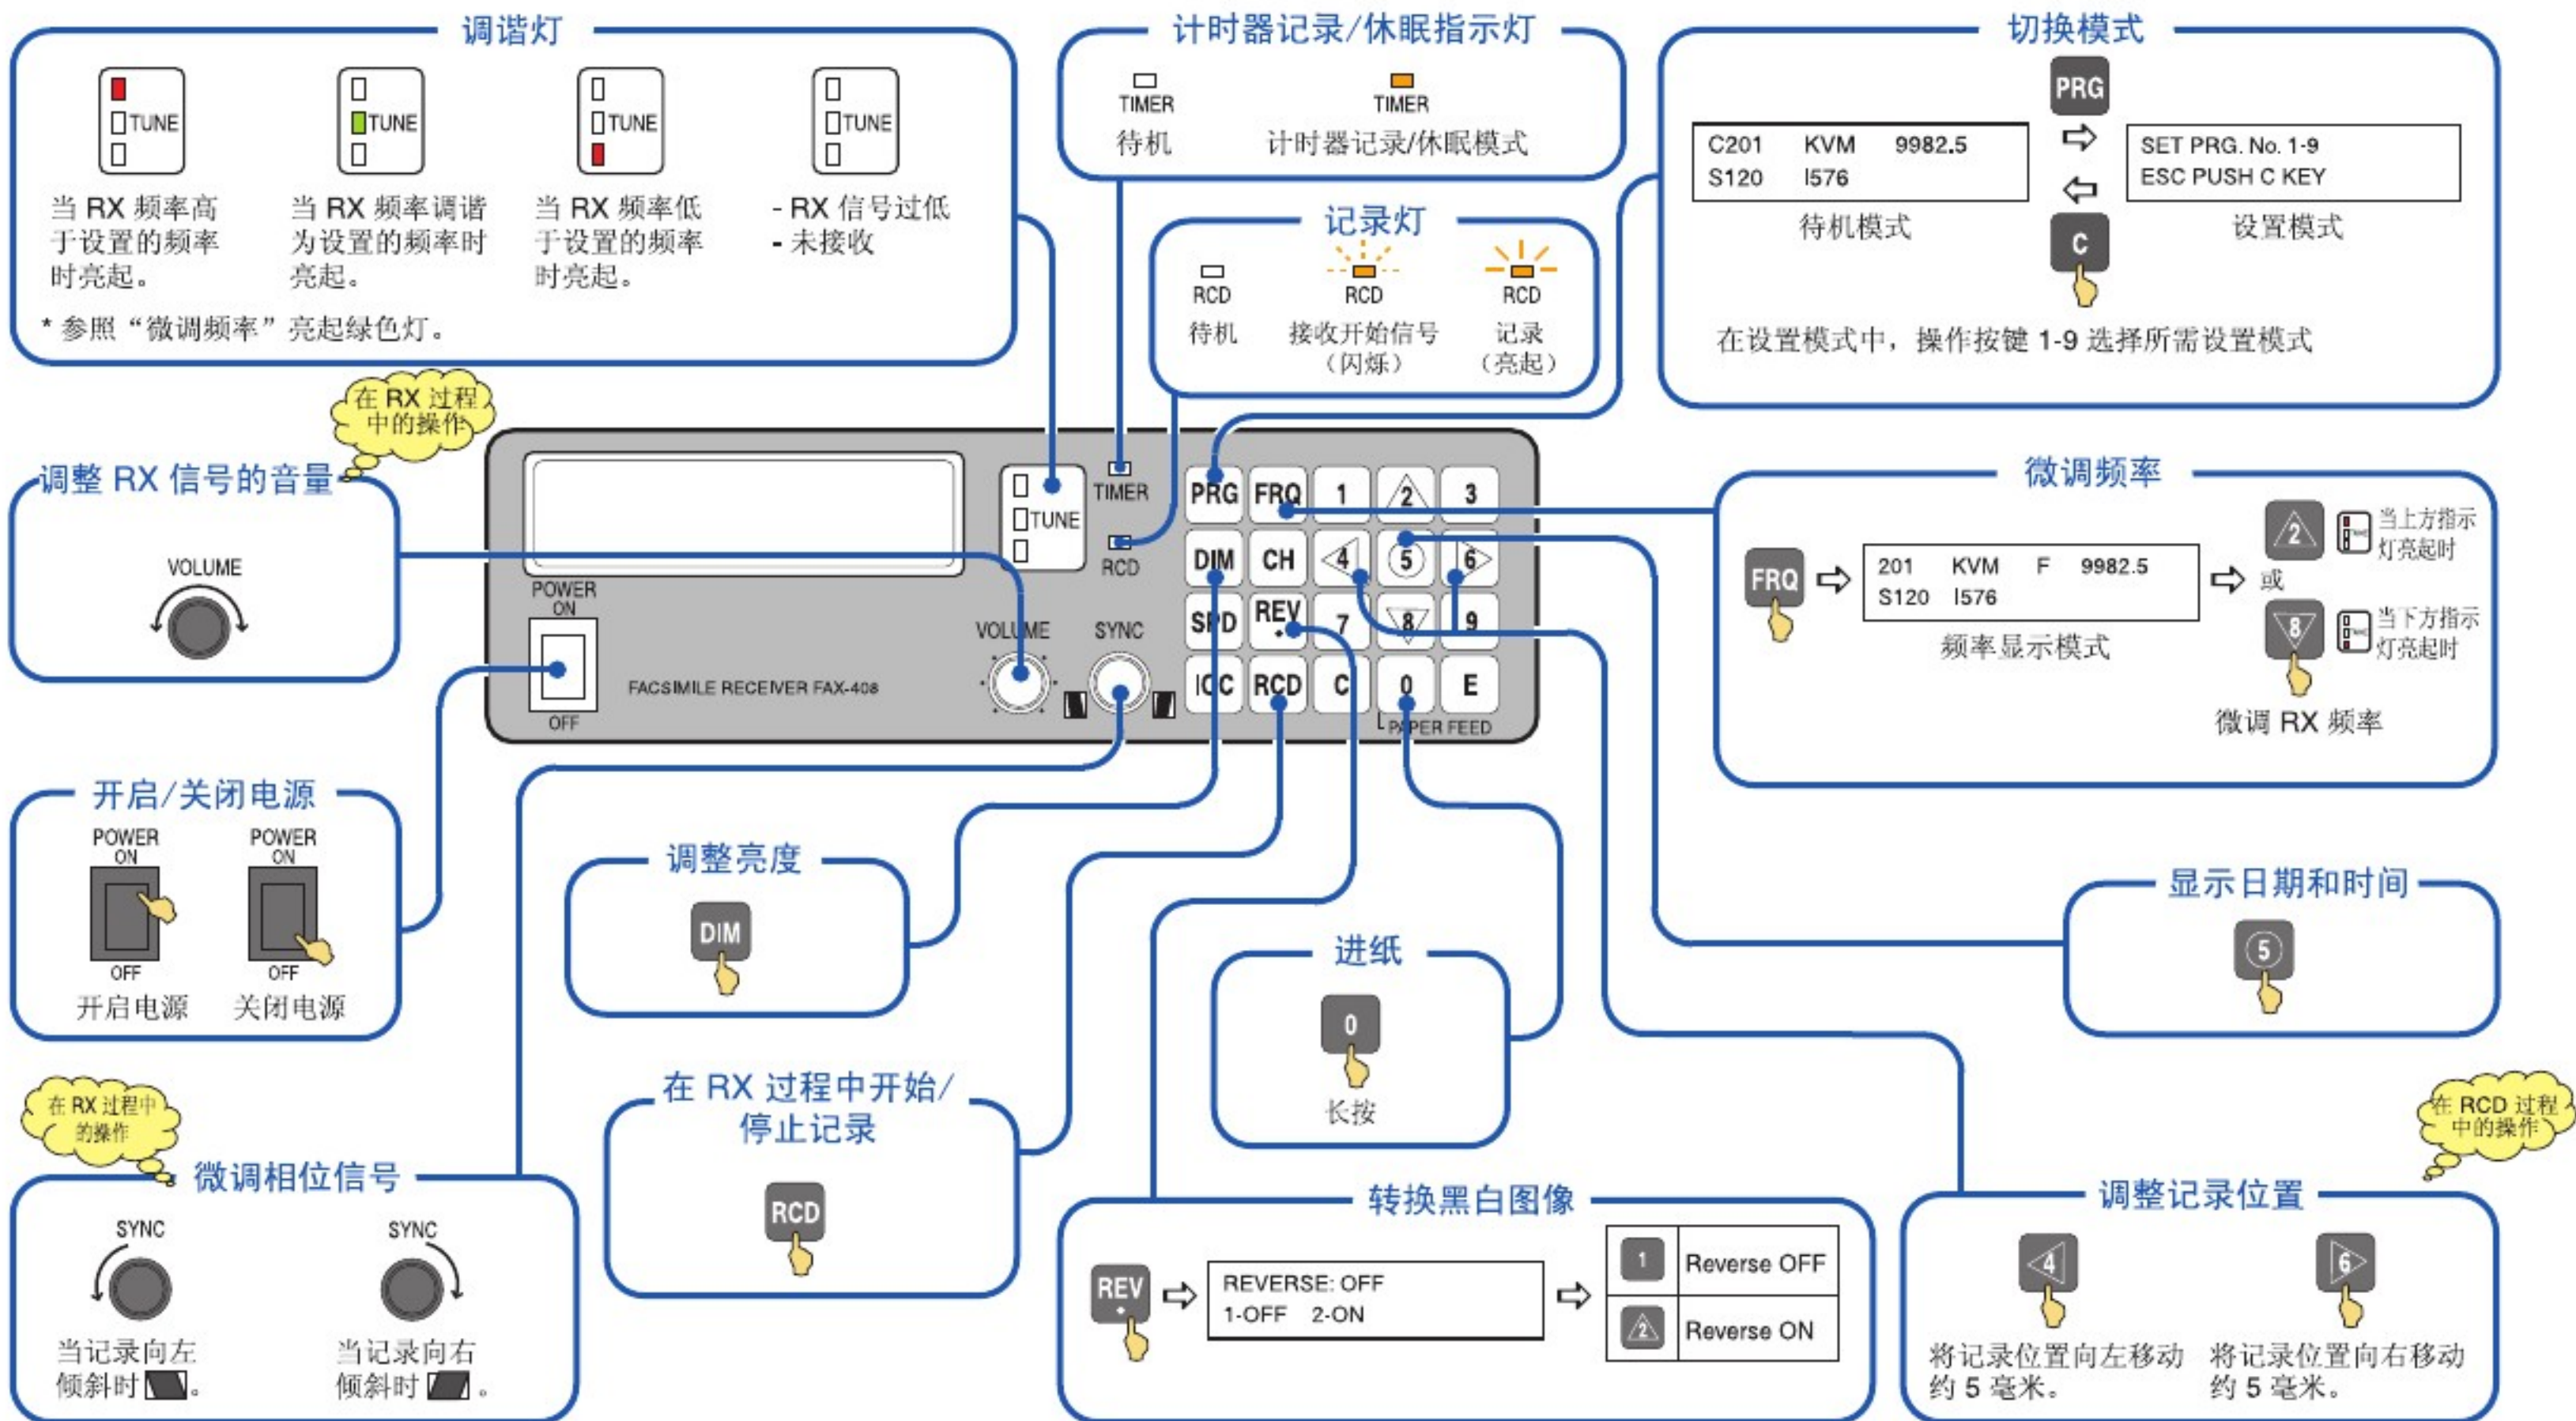 调谐灯
TUNE
TUNE
TUNE
TUNE
当 RX 频率高
于设置的频率
时亮起。
当 RX 频率调谐
为设置的频率时
亮起。
当 RX 频率低
于设置的频率
时亮起。
- RX 信号过低
- 未接收
* 参照“微调频率”亮起绿色灯。
计时器记录/休眠指示灯
TIMER
待机
TIMER
计时器记录/休眠模式
记录灯
RCD
待机
RCD
接收开始信号
（闪烁）
RCD
记录
（亮起）
切换模式
PRG
C201 KVM 9982.5
S120 I576
待机模式
C
SET PRG. No. 1-9
ESC PUSH C KEY
设置模式
在设置模式中，操作按键 1-9 选择所需设置模式
在 RX 过程
中的操作
调整 RX 信号的音量
VOLUME
TUNE
TIMER
RCD
POWER
ON
OFF
FACSIMILE RECEIVER FAX-408
VOLUME SYNC
PRG FRQ 1 2 3
DIM CH 4 5 6
SPD REV 7 8 9
IOC RCD C 0 E
PAPER FEED
微调频率
FRQ
201 KVM F 9982.5
S120 I576
频率显示模式
2
当上方指示
灯亮起时
或
8
当下方指示
灯亮起时
微调 RX 频率
开启/关闭电源
POWER
ON
OFF
开启电源
POWER
ON
OFF
关闭电源
调整亮度
DIM
进纸
0
长按
显示日期和时间
5
在 RX 过程中
的操作
微调相位信号
SYNC
当记录向左
倾斜时 。
SYNC
当记录向右
倾斜时 。
在 RX 过程中开始/
停止记录
RCD
转换黑白图像
REV
REVERSE: OFF
1-OFF 2-ON
1 Reverse OFF
2 Reverse ON
在 RCD 过程
中的操作
调整记录位置
4
将记录位置向左移动
约 5 毫米。
6
将记录位置向右移动
约 5 毫米。